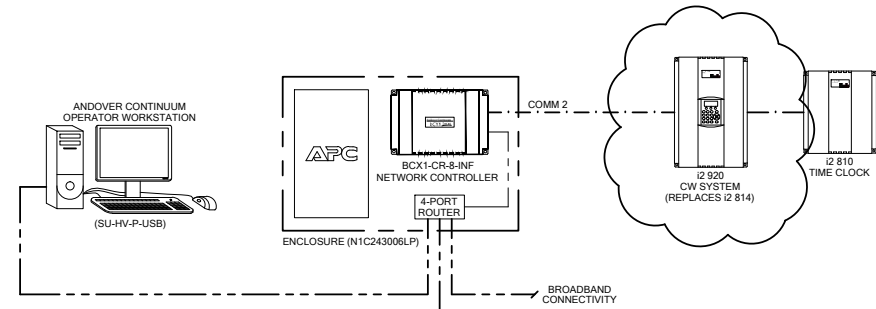 ANDOVER CONTINUUM
OPERATOR WORKSTATION
(SU-HV-P-USB)
APC
BCX1-CR-8-INF
NETWORK CONTROLLER
4-PORT
ROUTER
ENCLOSURE (N1C243006LP)
COMM 2
i2 920
CW SYSTEM
(REPLACES i2 814)
i2 810
TIME CLOCK
BROADBAND
CONNECTIVITY